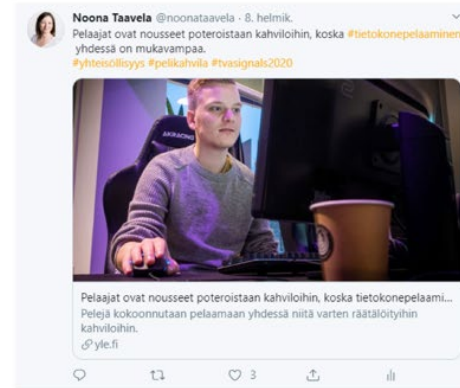 Noona Taavela @noonataavela · 8. helmik.
Pelaajat ovat nousseet poteroistaan kahviloihin, koska #tietokonepelaaminen
yhdessä on mukavampaa.
#yhteisöllisyys #pelikahvila #tvasignals2020
AKRACING
Pelaajat ovat nousseet poteroistaan kahviloihin, koska tietokonepelaami...
Pelejä kokoonnutaan pelaamaan yhdessä niitä varten räätälöityihin
kahviloihin.
yle.fi
3